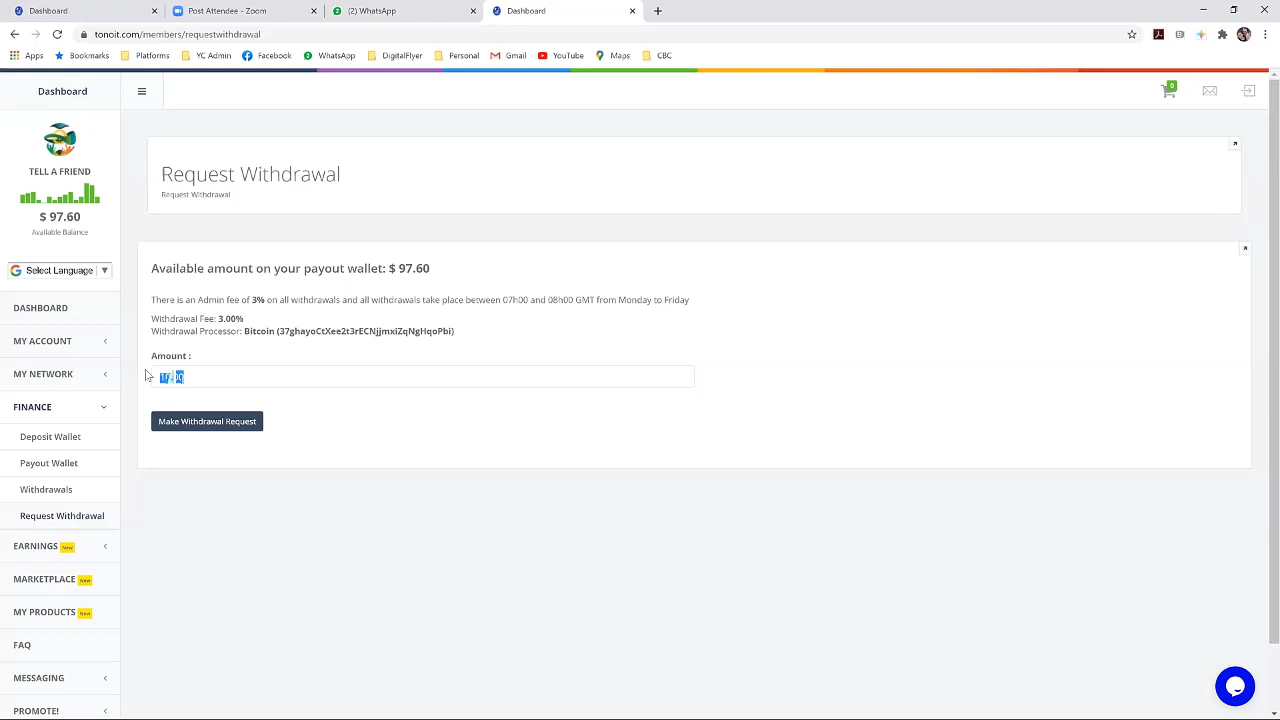 Dashboard
Post Attendee - Zoom
(2) WhatsApp
Dashboard
tonoit.com/members/requestwithdrawal
Apps
Bookmarks
Platforms
YC Admin
Facebook
WhatsApp
DigitalFlyer
Personal
Gmail
YouTube
Maps
CBC
Dashboard
0
TELL A FRIEND
$ 97.60
Available Balance
Select Language
DASHBOARD
MY ACCOUNT
MY NETWORK
FINANCE
Deposit Wallet
Payout Wallet
Withdrawals
Request Withdrawal
EARNINGS New
MARKETPLACE New
MY PRODUCTS New
FAQ
MESSAGING
PROMOTE!
Request Withdrawal
Request Withdrawal
Available amount on your payout wallet: $ 97.60
There is an Admin fee of 3% on all withdrawals and all withdrawals take place between 07h00 and 08h00 GMT from Monday to Friday
Withdrawal Fee: 3.00%
Withdrawal Processor: Bitcoin (37ghayoCtXee2t3rECNjjmxiZqNgHqoPbi)
Amount :
Make Withdrawal Request